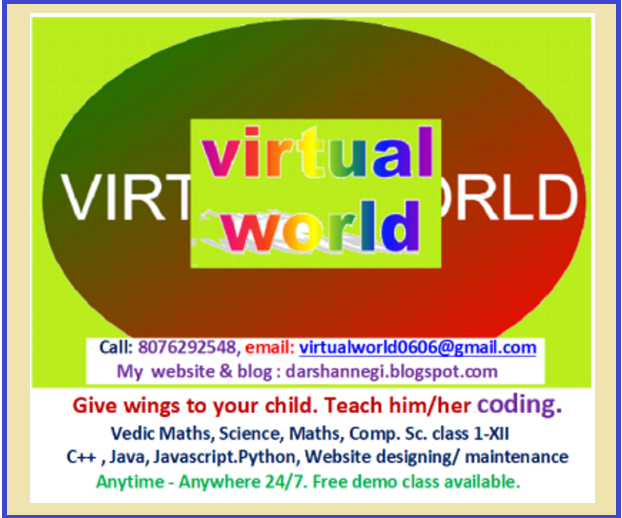 virtual
VIRT ORLD
world
Call: 8076292548, email: virtualworld0606@gmail.com
My website & blog : darshannegi.blogspot.com
Give wings to your child. Teach him/her coding.
Vedic Maths, Science, Maths, Comp. Sc. class 1-XII
C++ , Java, Javascript.Python, Website designing/ maintenance
Anytime - Anywhere 24/7. Free demo class available.